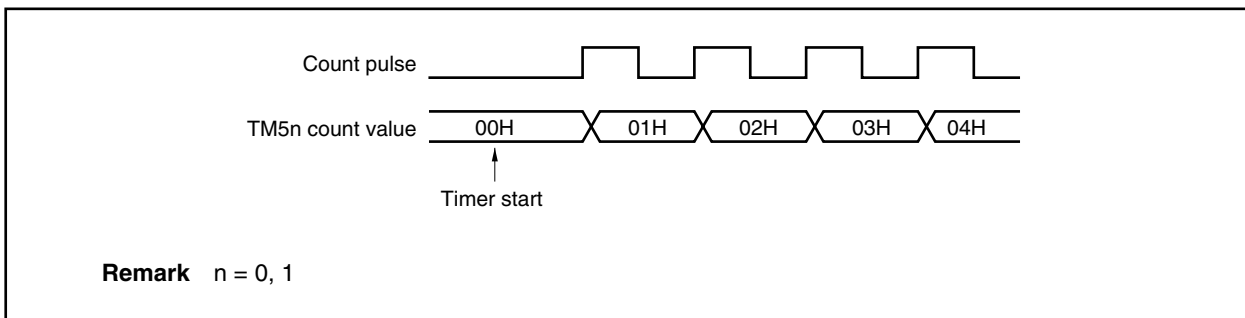 Count pulse
TM5n count value 00H 01H 02H 03H 04H
Timer start
Remark n = 0, 1